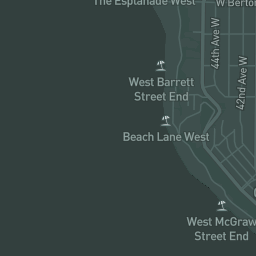 The Esplanade West
W Berton
44th Ave W
West Barrett
Street End
42nd Ave W
Beach Lane West
West McGraw
Street End